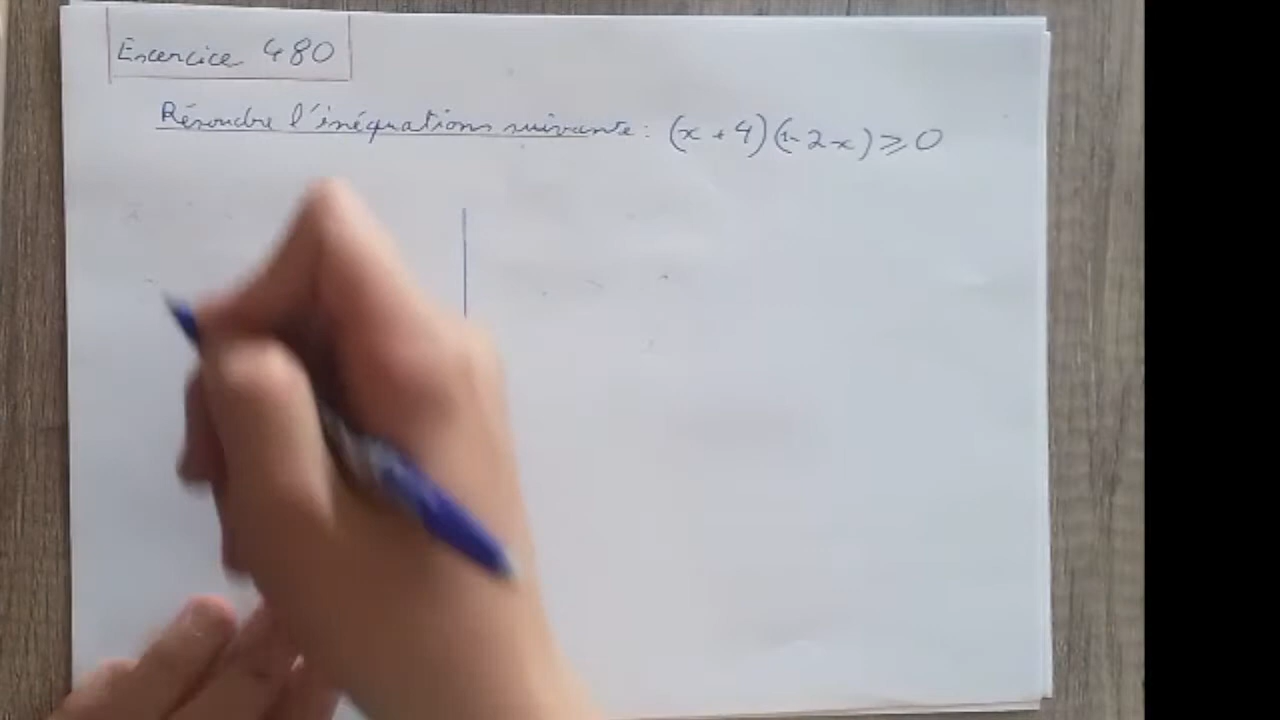 Exercice 480
Résoudre l'inéquations suivante : (x + 4)(1-2x) ⩾ 0